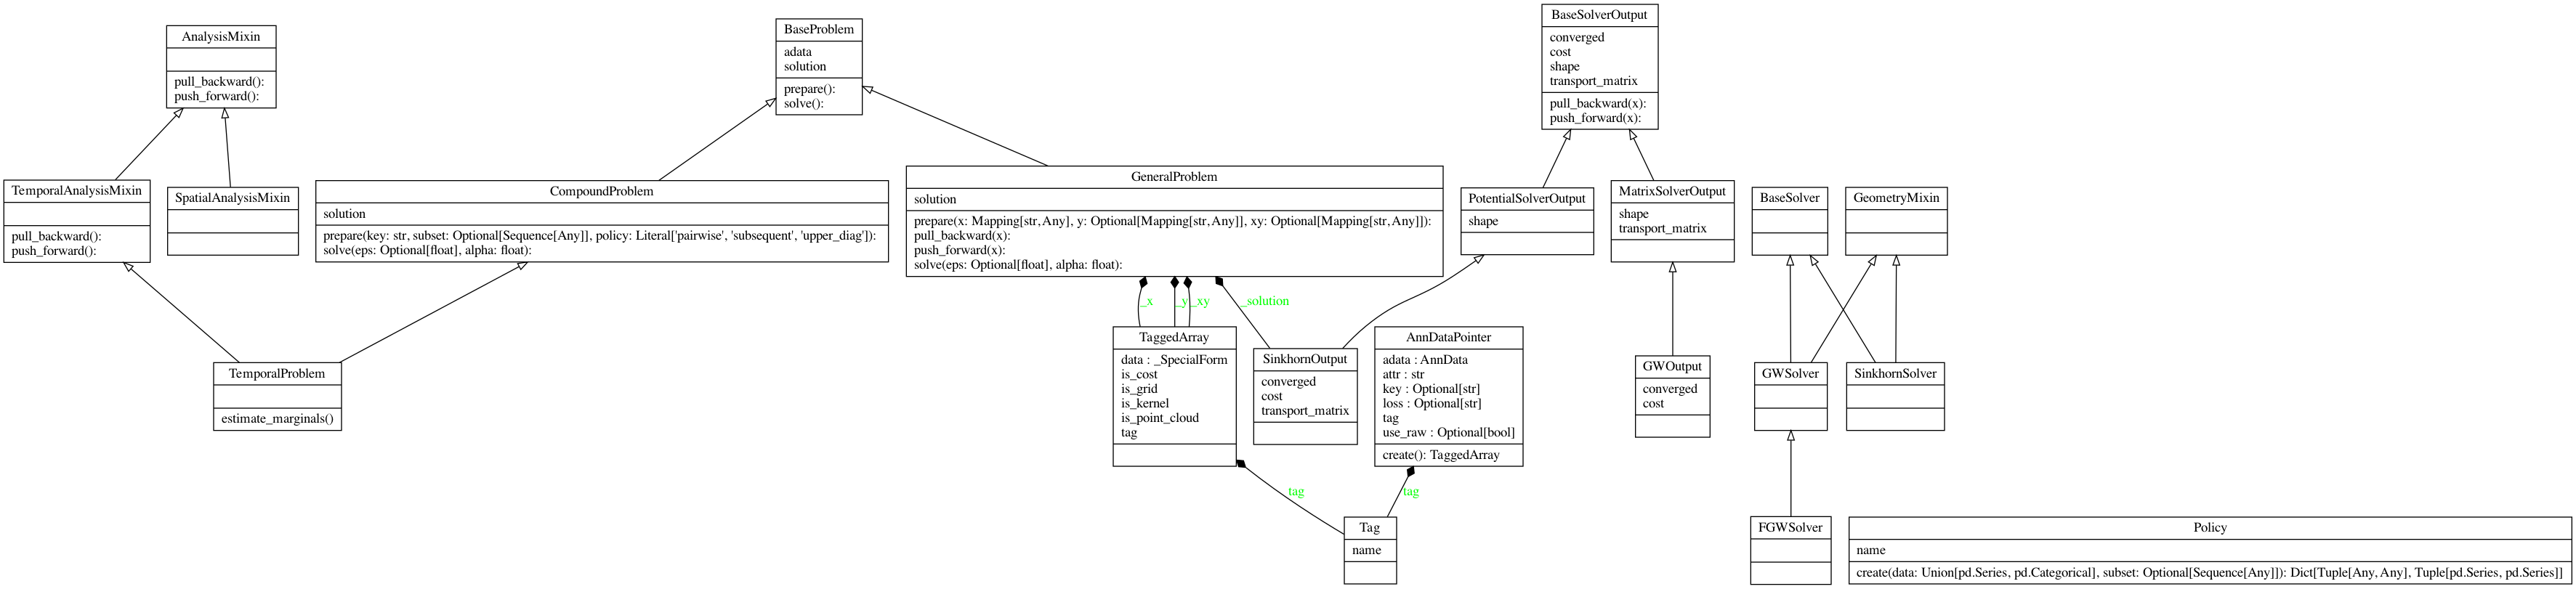 AnalysisMixin
pull_backward():
push_forward():
BaseProblem
adata
solution
prepare():
solve():
BaseSolverOutput
converged
cost
shape
transport_matrix
pull_backward(x):
push_forward(x):
TemporalAnalysisMixin
pull_backward():
push_forward():
SpatialAnalysisMixin
CompoundProblem
solution
prepare(key: str, subset: Optional[Sequence[Any]], policy: Literal['pairwise', 'subsequent', 'upper_diag']):
solve(eps: Optional[float], alpha: float):
GeneralProblem
solution
prepare(x: Mapping[str, Any], y: Optional[Mapping[str, Any]], xy: Optional[Mapping[str, Any]]):
pull_backward(x):
push_forward(x):
solve(eps: Optional[float], alpha: float):
PotentialSolverOutput
shape
MatrixSolverOutput
shape
transport_matrix
BaseSolver
GeometryMixin
_x
_y
_xy
_solution
TemporalProblem
estimate_marginals()
TaggedArray
data : _SpecialForm
is_cost
is_grid
is_kernel
is_point_cloud
tag
SinkhornOutput
converged
cost
transport_matrix
AnnDataPointer
adata : AnnData
attr : str
key : Optional[str]
loss : Optional[str]
tag
use_raw : Optional[bool]
create(): TaggedArray
GWOutput
converged
cost
GWSolver
SinkhornSolver
tag
tag
Tag
name
FGWSolver
Policy
name
create(data: Union[pd.Series, pd.Categorical], subset: Optional[Sequence[Any]]): Dict[Tuple[Any, Any], Tuple[pd.Series, pd.Series]]